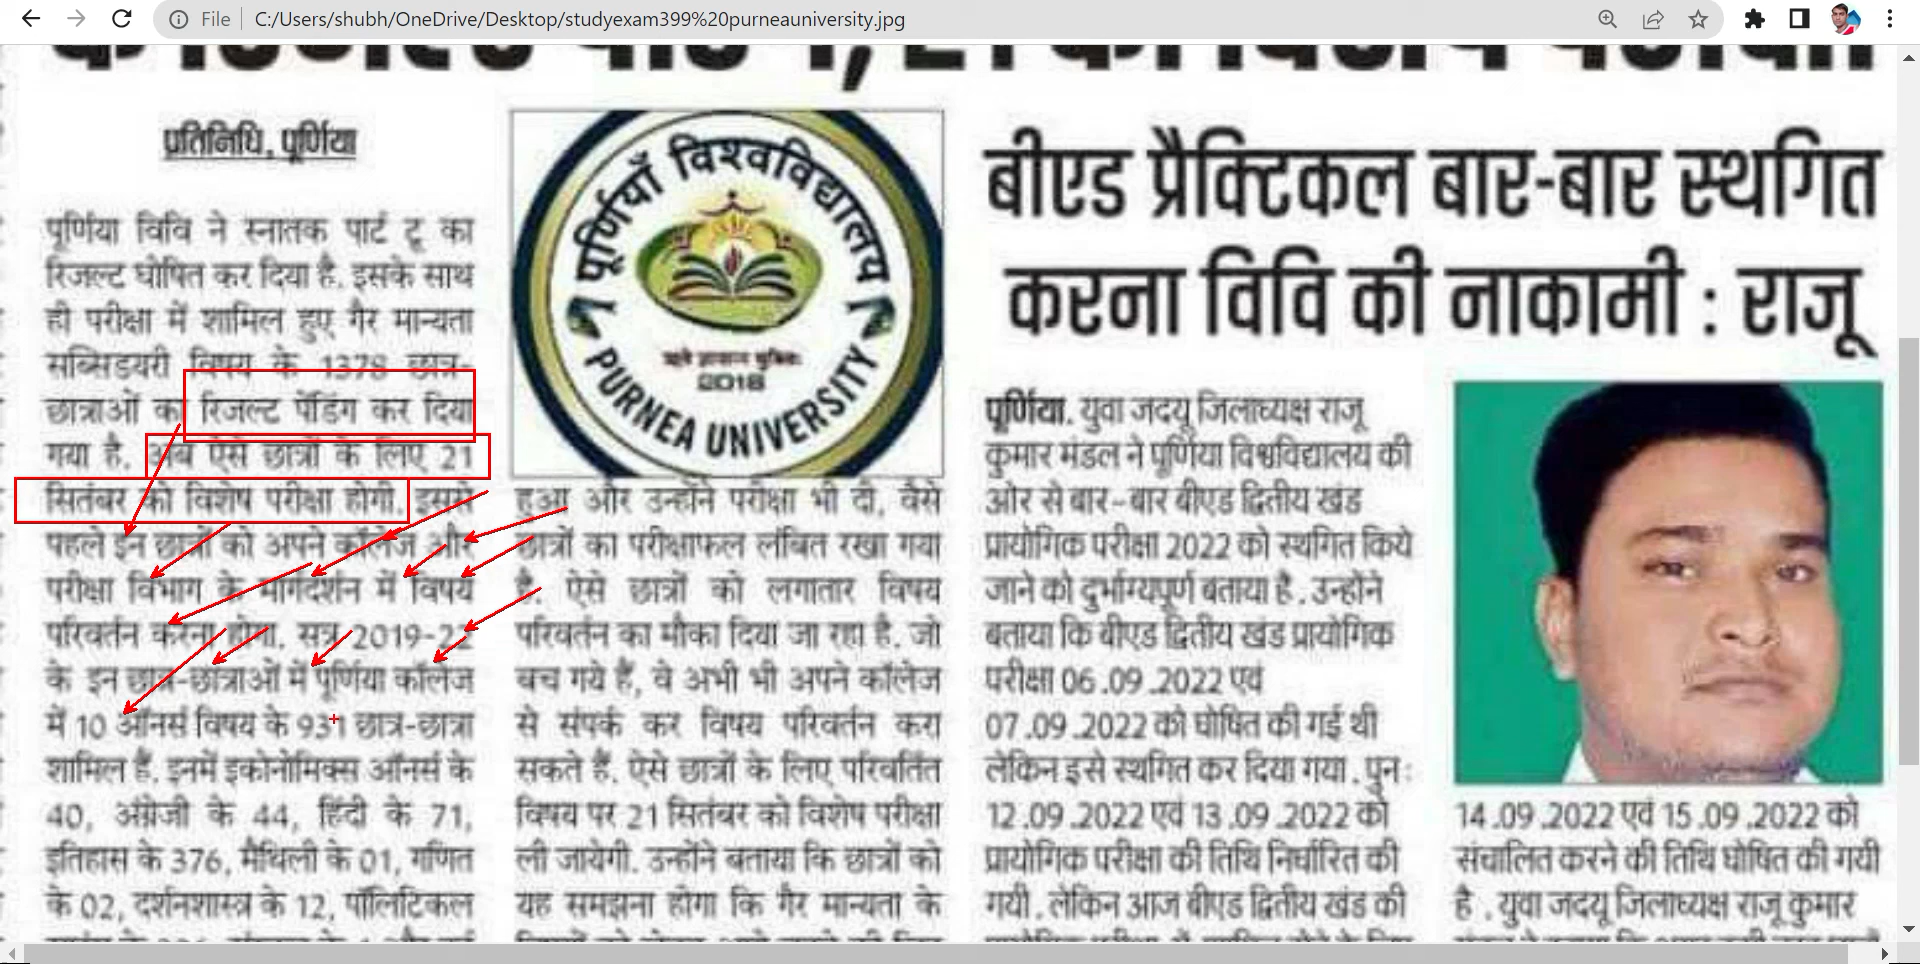 File
C:/Users/shubh/OneDrive/Desktop/studyexam399%20purneauniversity.jpg
प्रतिनिधि, पूर्णिया
पूर्णिया विवि ने स्नातक पार्ट टू का
रिजल्ट घोषित कर दिया है. इसके साथ
ही परीक्षा में शामिल हुए गैर मान्यता
सब्सिडयरी विषय के 1378 छात्र-
छात्राओं का रिजल्ट पेंडिंग कर दिया
गया है. अब ऐसे छात्रों के लिए 21
सितंबर को विशेष परीक्षा होगी. इससे
पहले इन छात्रों को अपने कॉलेज और
परीक्षा विभाग के मार्गदर्शन में विषय
परिवर्तन करना होगा. सत्र 2019-22
के इन छात्र-छात्राओं में पूर्णिया कॉलेज
में 10 ऑनर्स विषय के 931 छात्र-छात्रा
शामिल हैं. इनमें इकोनोमिक्स ऑनर्स के
40, अंग्रेजी के 44, हिंदी के 71,
इतिहास के 376, मैथिली के 01, गणित
के 02, दर्शनशास्त्र के 12, पॉलिटिकल
पूर्णियाँ विश्वविद्यालय
2018
PURNEA UNIVERSITY
हुआ और उन्होंने परीक्षा भी दी. वैसे
छात्रों का परीक्षाफल लंबित रखा गया
है. ऐसे छात्रों को लगातार विषय
परिवर्तन का मौका दिया जा रहा है. जो
बच गये हैं, वे अभी भी अपने कॉलेज
से संपर्क कर विषय परिवर्तन करा
सकते हैं. ऐसे छात्रों के लिए परिवर्तित
विषय पर 21 सितंबर को विशेष परीक्षा
ली जायेगी. उन्होंने बताया कि छात्रों को
यह समझना होगा कि गैर मान्यता के
बीएड प्रैक्टिकल बार-बार स्थगित
करना विवि की नाकामी : राजू
पूर्णिया. युवा जदयू जिलाध्यक्ष राजू
कुमार मंडल ने पूर्णिया विश्वविद्यालय की
ओर से बार-बार बीएड द्वितीय खंड
प्रायोगिक परीक्षा 2022 को स्थगित किये
जाने को दुर्भाग्यपूर्ण बताया है . उन्होंने
बताया कि बीएड द्वितीय खंड प्रायोगिक
परीक्षा 06 .09 .2022 एवं
07 .09 .2022 को घोषित की गई थी
लेकिन इसे स्थगित कर दिया गया . पुन:
12 .09 .2022 एवं 13 .09 .2022 को
प्रायोगिक परीक्षा की तिथि निर्धारित की
गयी . लेकिन आज बीएड द्वितीय खंड की
14 .09 .2022 एवं 15 .09 .2022 को
संचालित करने की तिथि घोषित की गयी
है . युवा जदयू जिलाध्यक्ष राजू कुमार